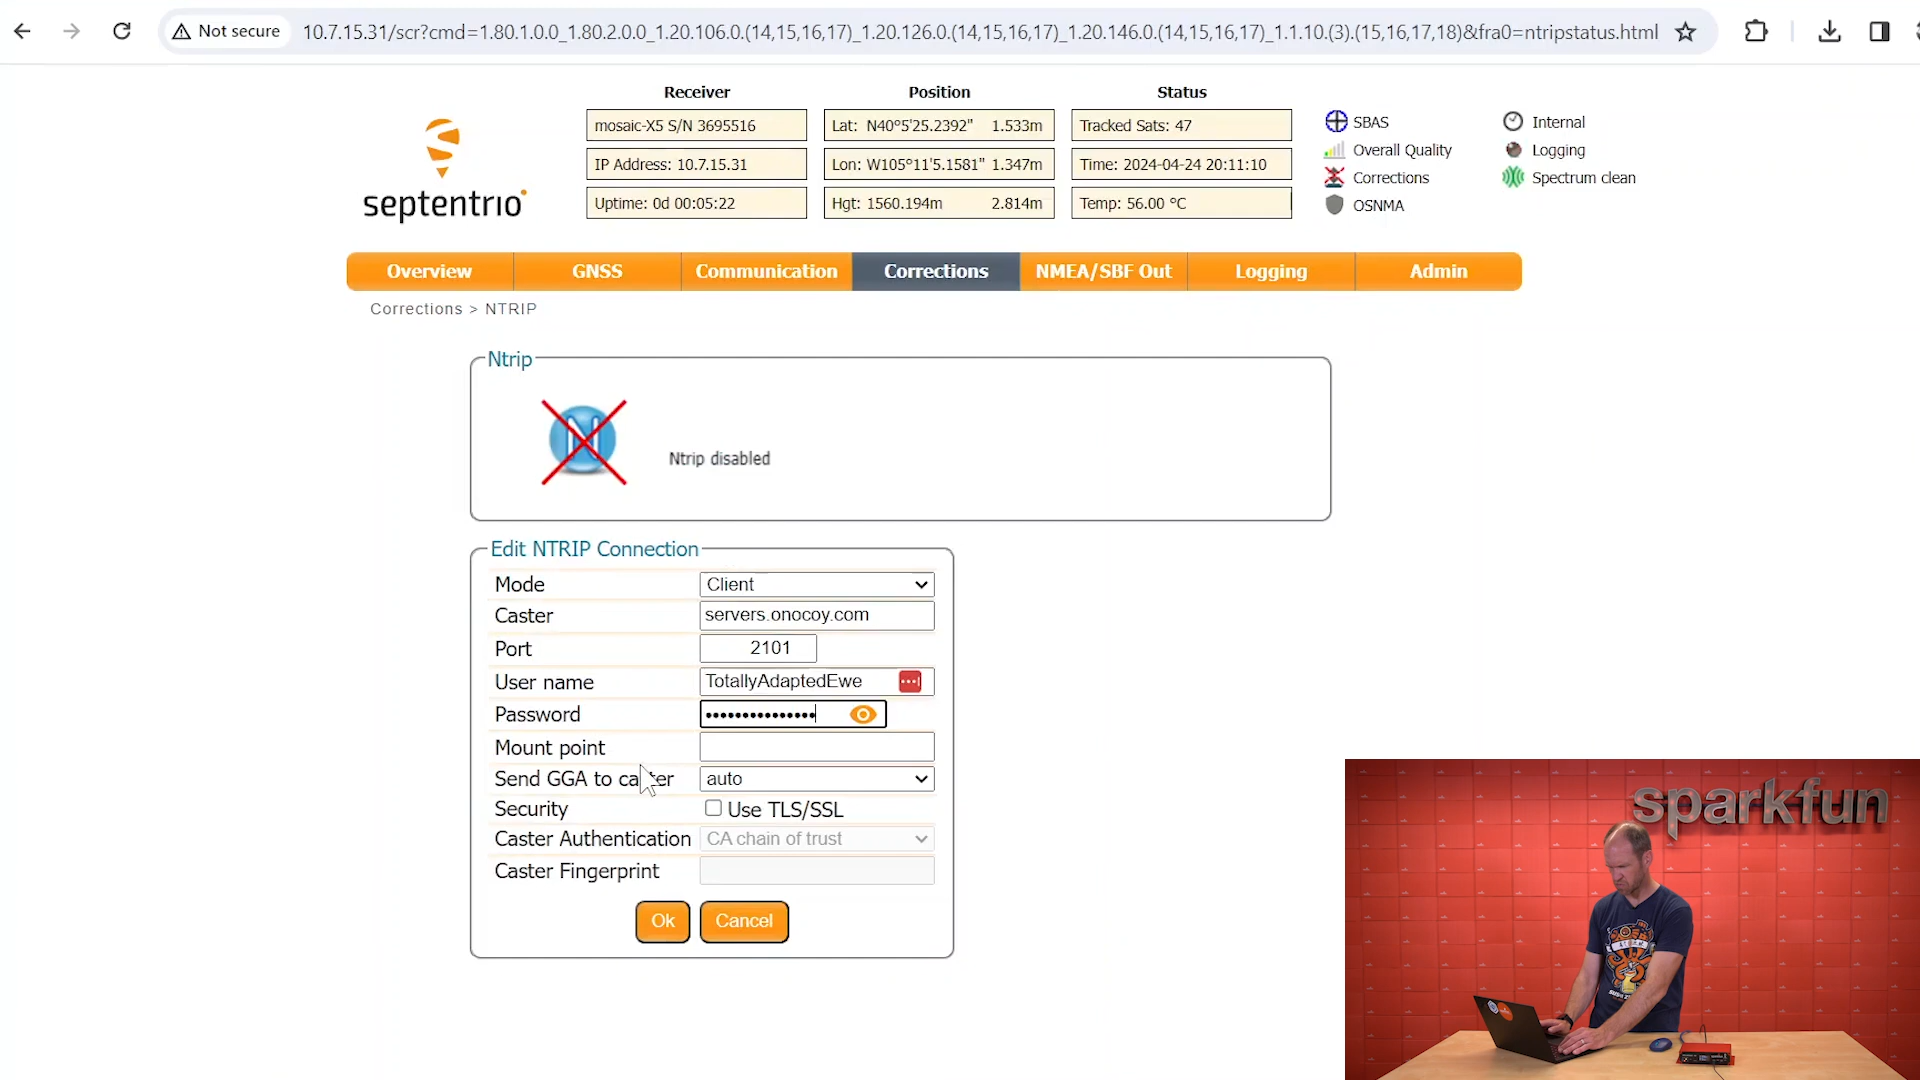 Not secure
10.7.15.31/scr?cmd=1.80.1.0.0_1.80.2.0.0_1.20.106.0.(14,15,16,17)_1.20.126.0.(14,15,16,17)_1.20.146.0.(14,15,16,17)_1.1.10.(3).(15,16,17,18)&fra0=ntripstatus.html
septentrio
Receiver
mosaic-X5 S/N 3695516
IP Address: 10.7.15.31
Uptime: 0d 00:05:22
Position
Lat: N40°5'25.2392" 1.533m
Lon: W105°11'5.1581" 1.347m
Hgt: 1560.194m 2.814m
Status
Tracked Sats: 47
Time: 2024-04-24 20:11:10
Temp: 56.00 °C
SBAS
Overall Quality
Corrections
OSNMA
Internal
Logging
Spectrum clean
Overview GNSS Communication Corrections NMEA/SBF Out Logging Admin
Corrections > NTRIP
Ntrip
N
Ntrip disabled
Edit NTRIP Connection
Mode Client
Caster servers.onocoy.com
Port 2101
User name TotallyAdaptedEwe
Password •••••••••••••••
Mount point
Send GGA to caster auto
Security Use TLS/SSL
Caster Authentication CA chain of trust
Caster Fingerprint
Ok Cancel
sparkfun